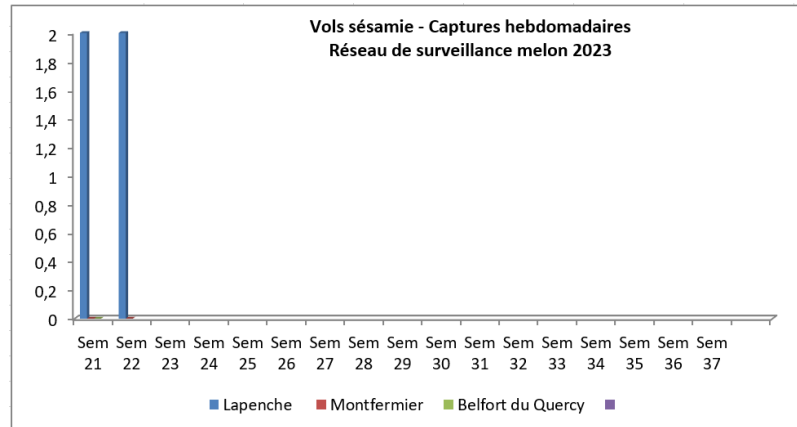 Vols sésamie - Captures hebdomadaires
Réseau de surveillance melon 2023
2
1,8
1,6
1,4
1,2
1
0,8
0,6
0,4
0,2
0
Sem Sem Sem Sem Sem Sem Sem Sem Sem Sem Sem Sem Sem Sem Sem Sem Sem
21 22 23 24 25 26 27 28 29 30 31 32 33 34 35 36 37
Lapenche Montfermier Belfort du Quercy